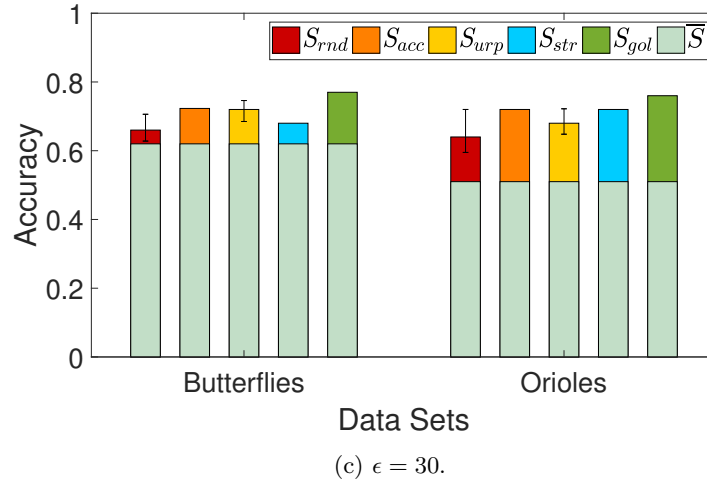 1
0.8
0.6
0.4
0.2
0
Accuracy
S_rnd S_acc S_urp S_str S_gol S̅
Butterflies Orioles
Data Sets
(c) ϵ = 30.